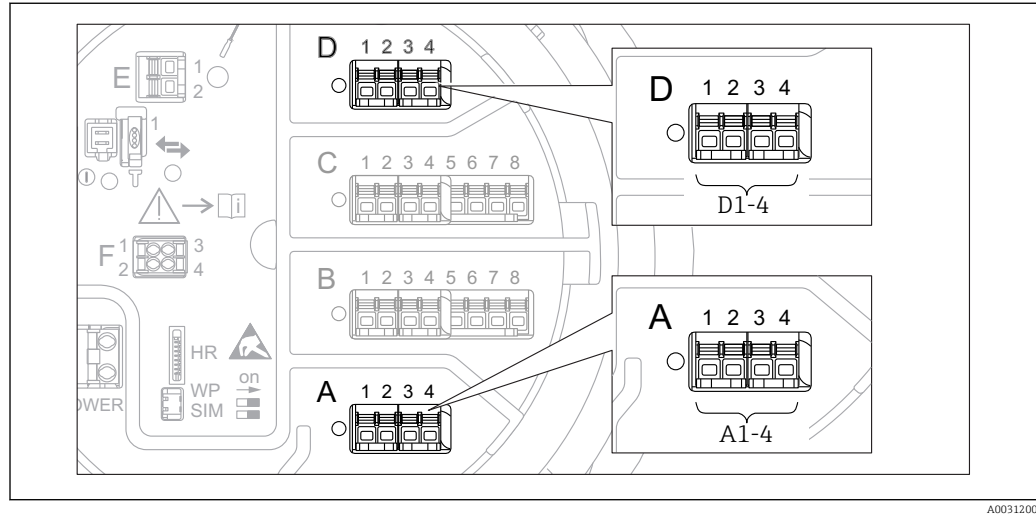 D 1 2 3 4
D 1 2 3 4
D1-4
E 1
2
1
C 1 2 3 4 5 6 7 8
i
F 1 3
2 4
B 1 2 3 4 5 6 7 8
A 1 2 3 4
A1-4
HR
WP on
SIM
OWER
A 1 2 3 4
A0031200